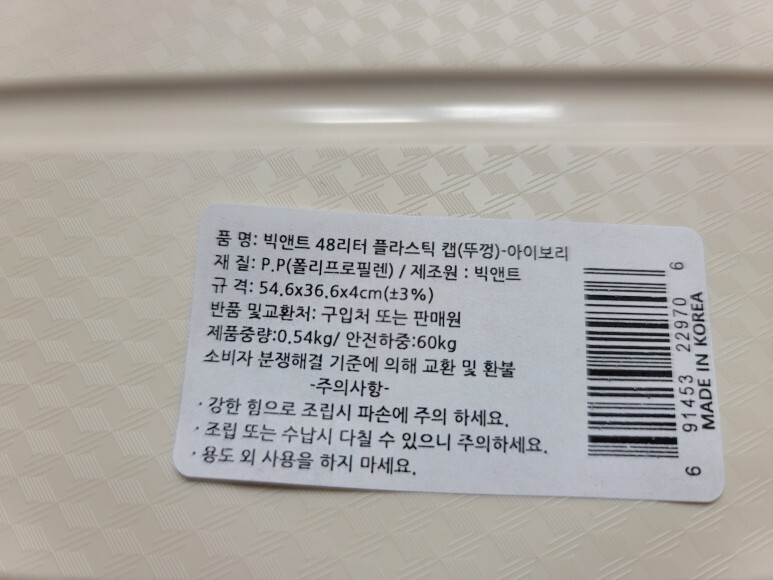 품 명: 빅앤트 48리터 플라스틱 캡(뚜껑)-아이보리
재 질: P.P(폴리프로필렌) / 제조원 : 빅앤트
규 격: 54.6x36.6x4cm(±3%)
반품 및교환처: 구입처 또는 판매원
제품중량:0.54kg/ 안전하중:60kg
소비자 분쟁해결 기준에 의해 교환 및 환불
-주의사항-
· 강한 힘으로 조립시 파손에 주의 하세요.
· 조립 또는 수납시 다칠 수 있으니 주의하세요.
· 용도 외 사용을 하지 마세요.
6 91453 22970 6
MADE IN KOREA